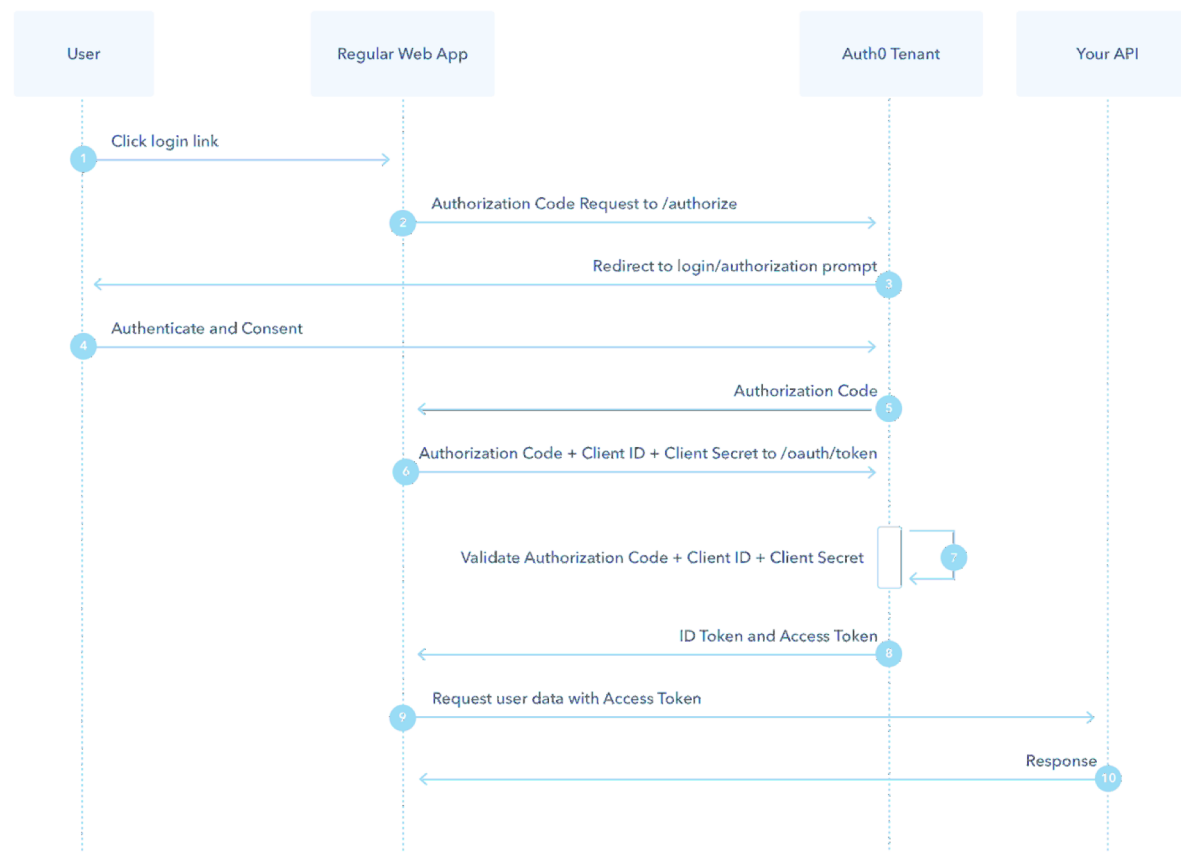 User
Regular Web App
Auth0 Tenant
Your API
Click login link
1
Authorization Code Request to /authorize
2
Redirect to login/authorization prompt
3
Authenticate and Consent
4
Authorization Code
5
Authorization Code + Client ID + Client Secret to /oauth/token
6
Validate Authorization Code + Client ID + Client Secret
7
ID Token and Access Token
8
Request user data with Access Token
9
Response
10